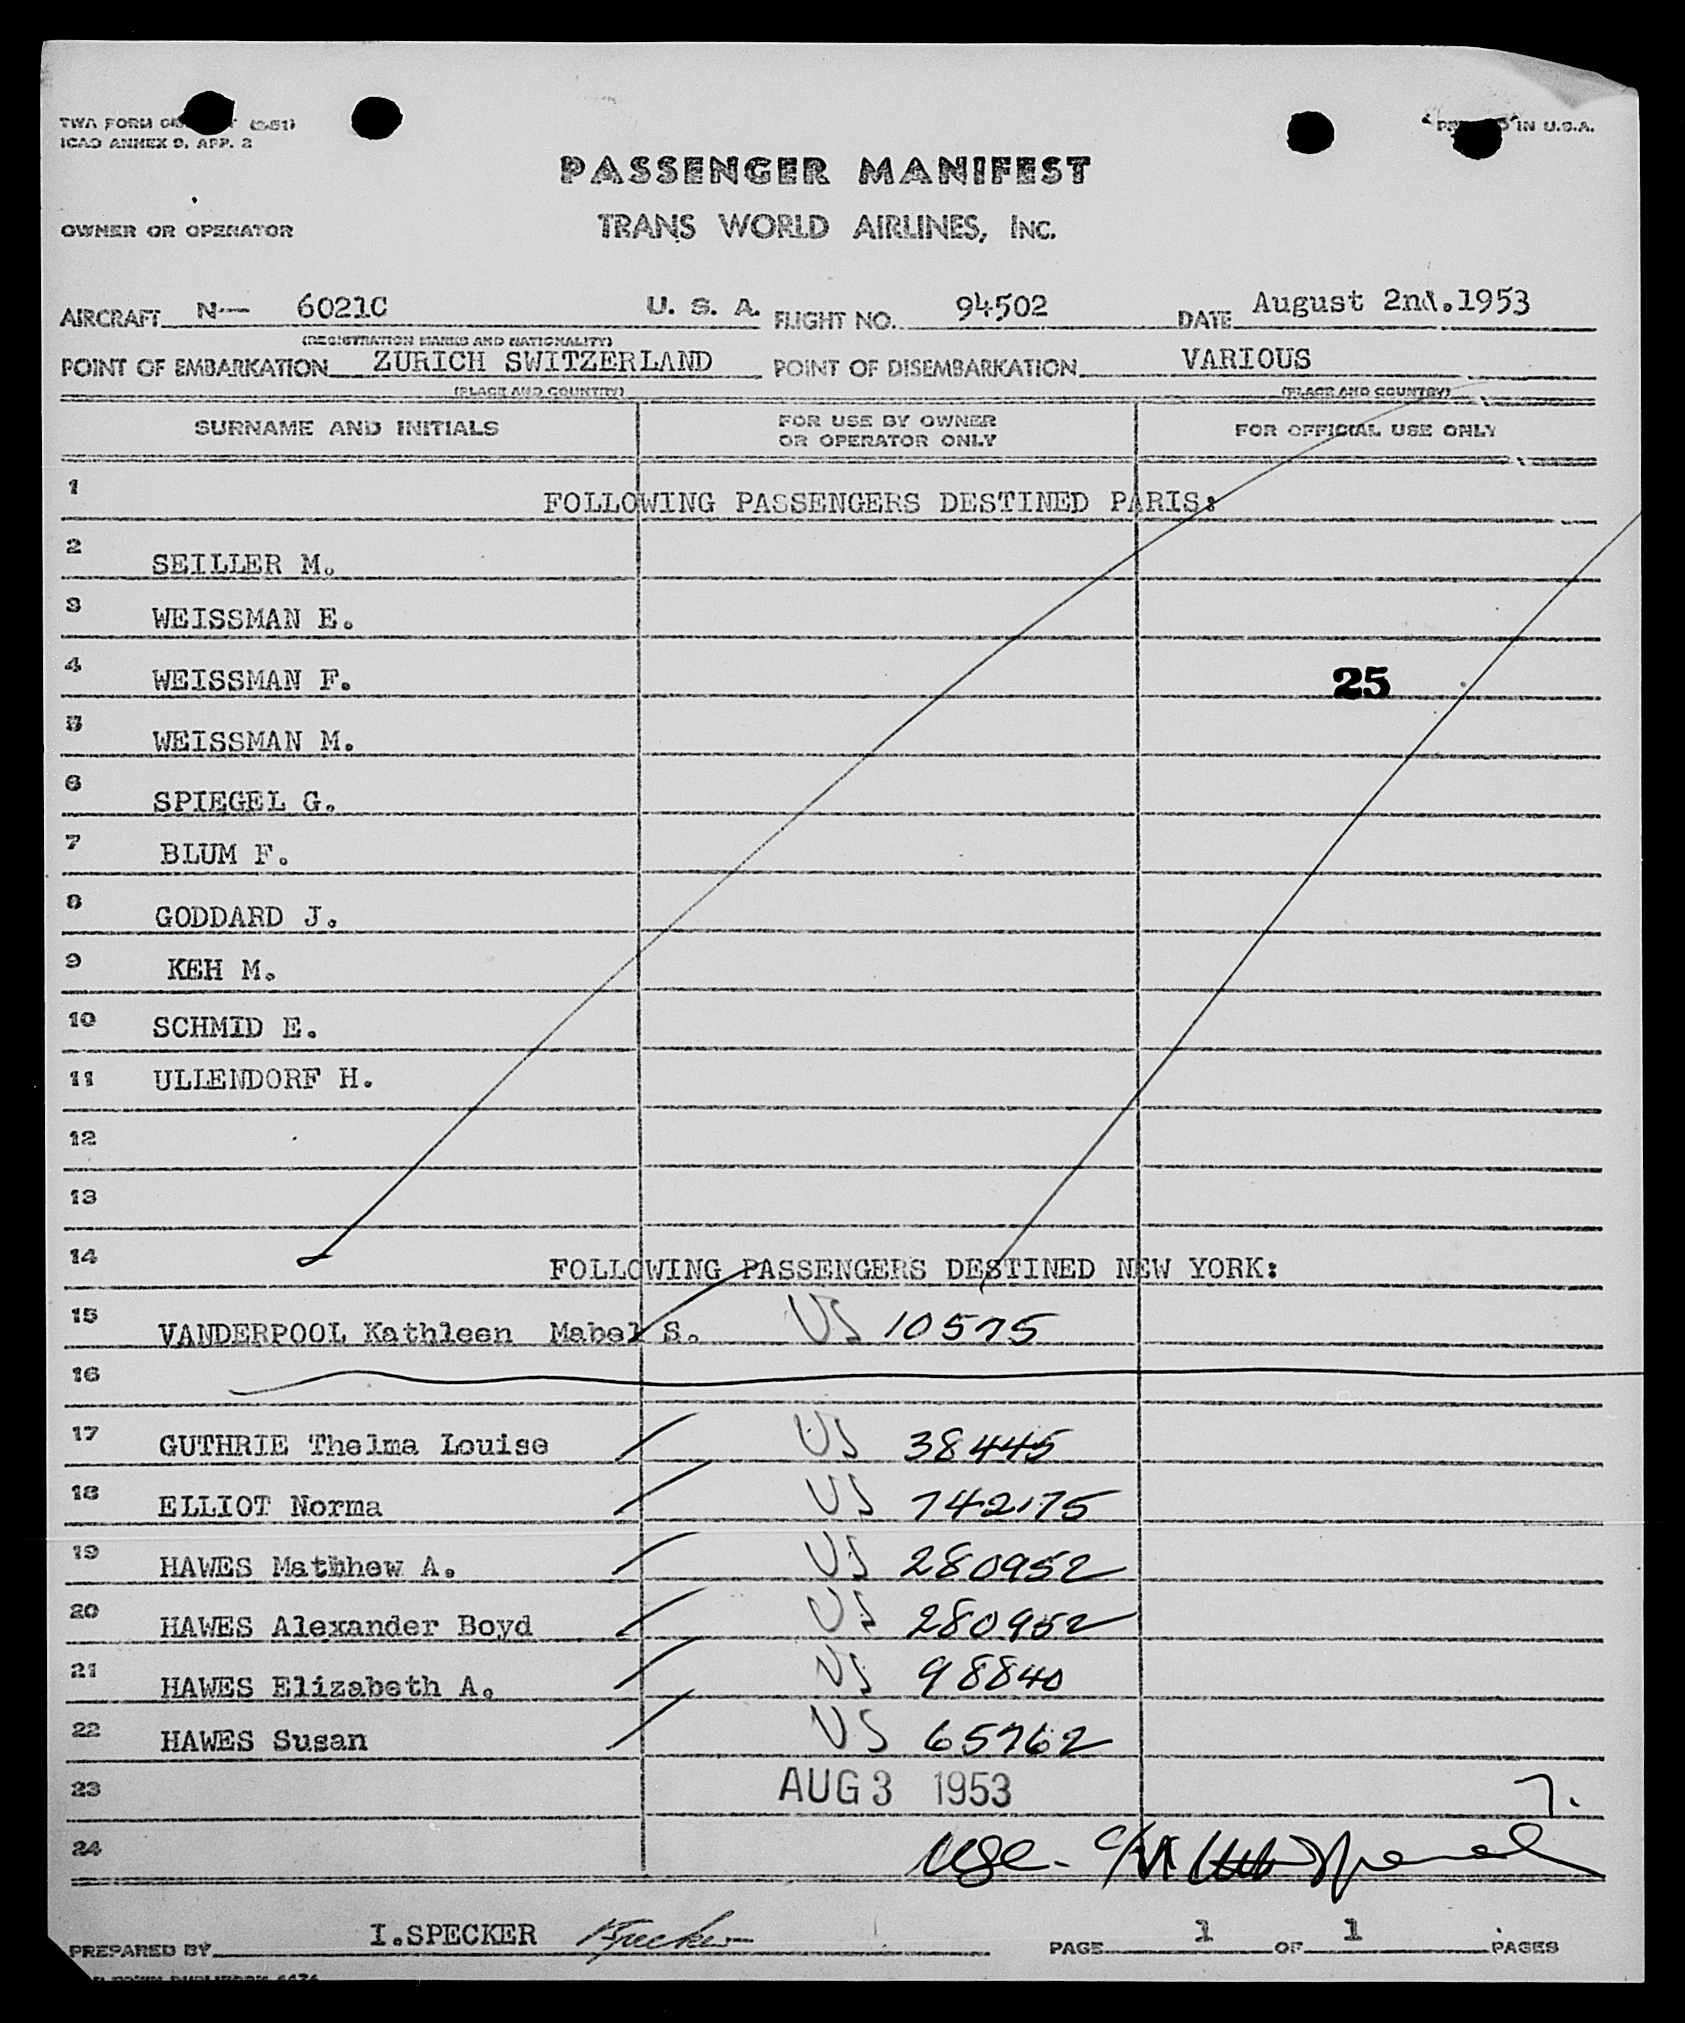 TWA FORM (2-51)
ICAO ANNEX 9, APP. 2
IN U.S.A.
PASSENGER MANIFEST
OWNER OR OPERATOR
TRANS WORLD AIRLINES, INC.
AIRCRAFT N-- 6021C U. S. A. FLIGHT NO. 94502 DATE August 2nd.1953
(REGISTRATION MARKS AND NATIONALITY)
POINT OF EMBARKATION ZURICH SWITZERLAND POINT OF DISEMBARKATION VARIOUS
(PLACE AND COUNTRY) (PLACE AND COUNTRY)
SURNAME AND INITIALS FOR USE BY OWNER OR OPERATOR ONLY FOR OFFICIAL USE ONLY
1 FOLLOWING PASSENGERS DESTINED PARIS:
2 SEILLER M.
3 WEISSMAN E.
4 WEISSMAN F. 25
5 WEISSMAN M.
6 SPIEGEL G.
7 BLUM F.
8 GODDARD J.
9 KEH M.
10 SCHMID E.
11 ULLENDORF H.
12
13
14 FOLLOWING PASSENGERS DESTINED NEW YORK:
15 VANDERPOOL Kathleen Mabel S. US 10575
16
17 GUTHRIE Thelma Louise US 38445
18 ELLIOT Norma US 742175
19 HAWES Matthew A. US 280952
20 HAWES Alexander Boyd US 280952
21 HAWES Elizabeth A. US 98840
22 HAWES Susan US 65762
23 AUG 3 1953 7.
24
PREPARED BY I.SPECKER Specker PAGE 1 OF 1 PAGES